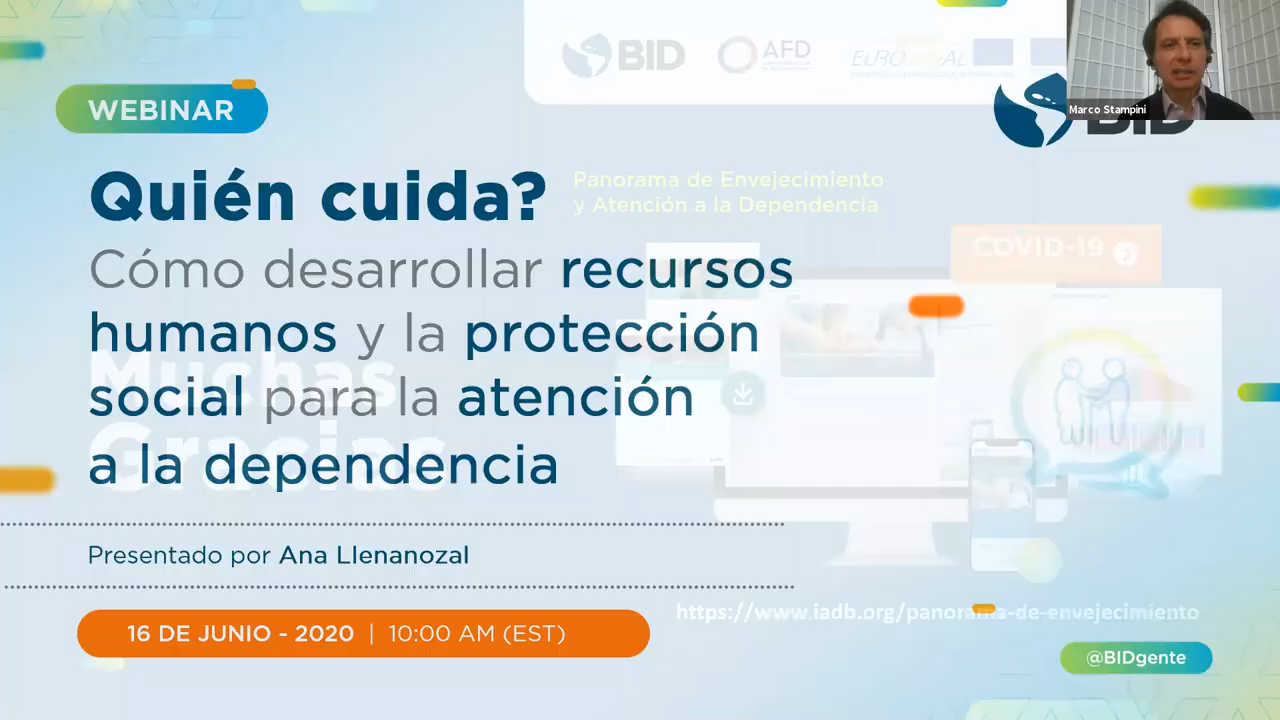 BID
AFD
Marco Stampini
WEBINAR
BID
Quién cuida?
Panorama de Envejecimiento
y Atención a la Dependencia
COVID-19
Cómo desarrollar recursos
humanos y la protección
social para la atención
a la dependencia
Muchas
Gracias
Presentado por Ana Llenanozal
https://www.iadb.org/panorama-de-envejecimiento
16 DE JUNIO - 2020 | 10:00 AM (EST)
@BIDgente